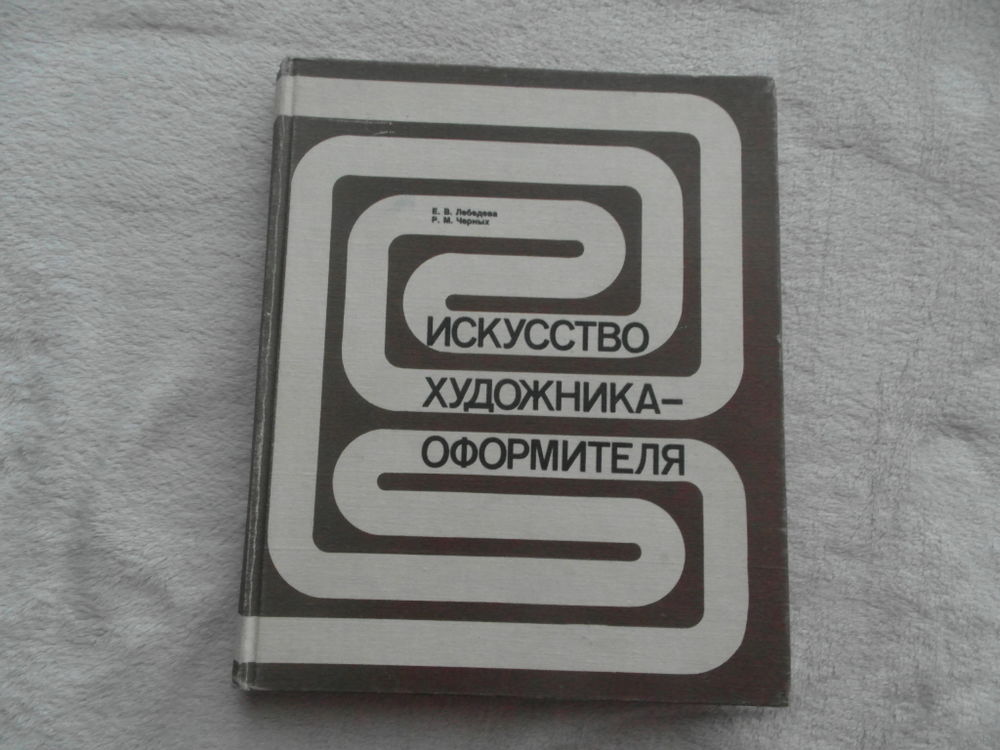 Е. В. Лебедева
Р. М. Черных
ИСКУССТВО
ХУДОЖНИКА–
ОФОРМИТЕЛЯ